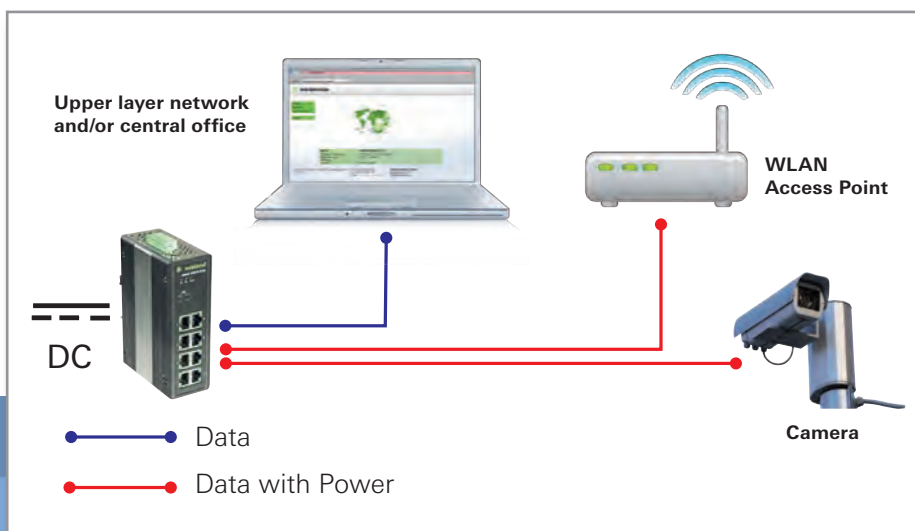 Upper layer network
and/or central office
WLAN
Access Point
DC
Camera
Data
Data with Power